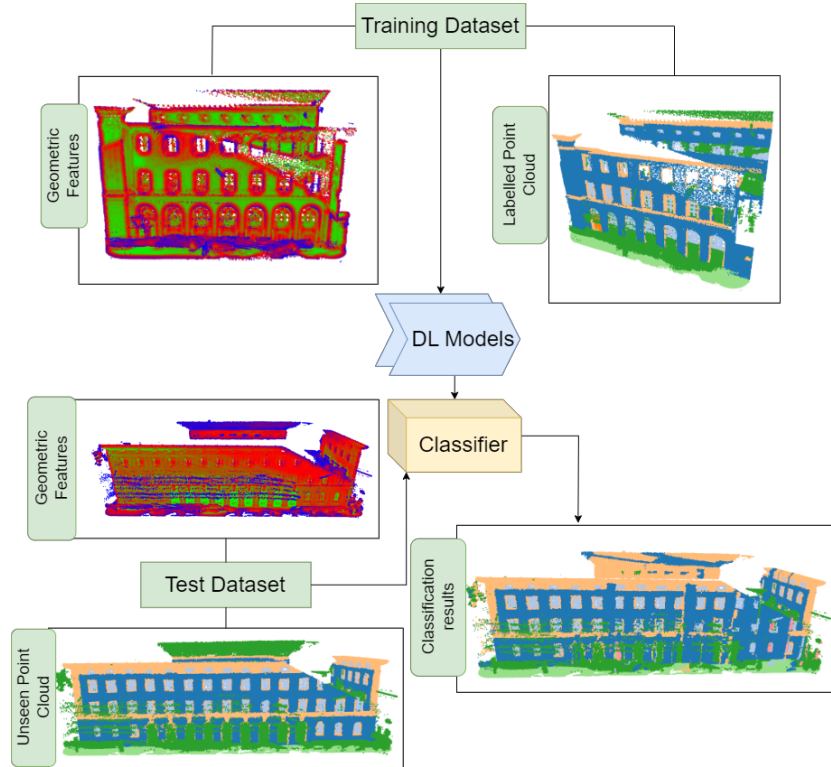 Training Dataset
Geometric
Features
Labelled Point
Cloud
DL Models
Geometric
Features
Classifier
Test Dataset
Classification
results
Unseen Point
Cloud